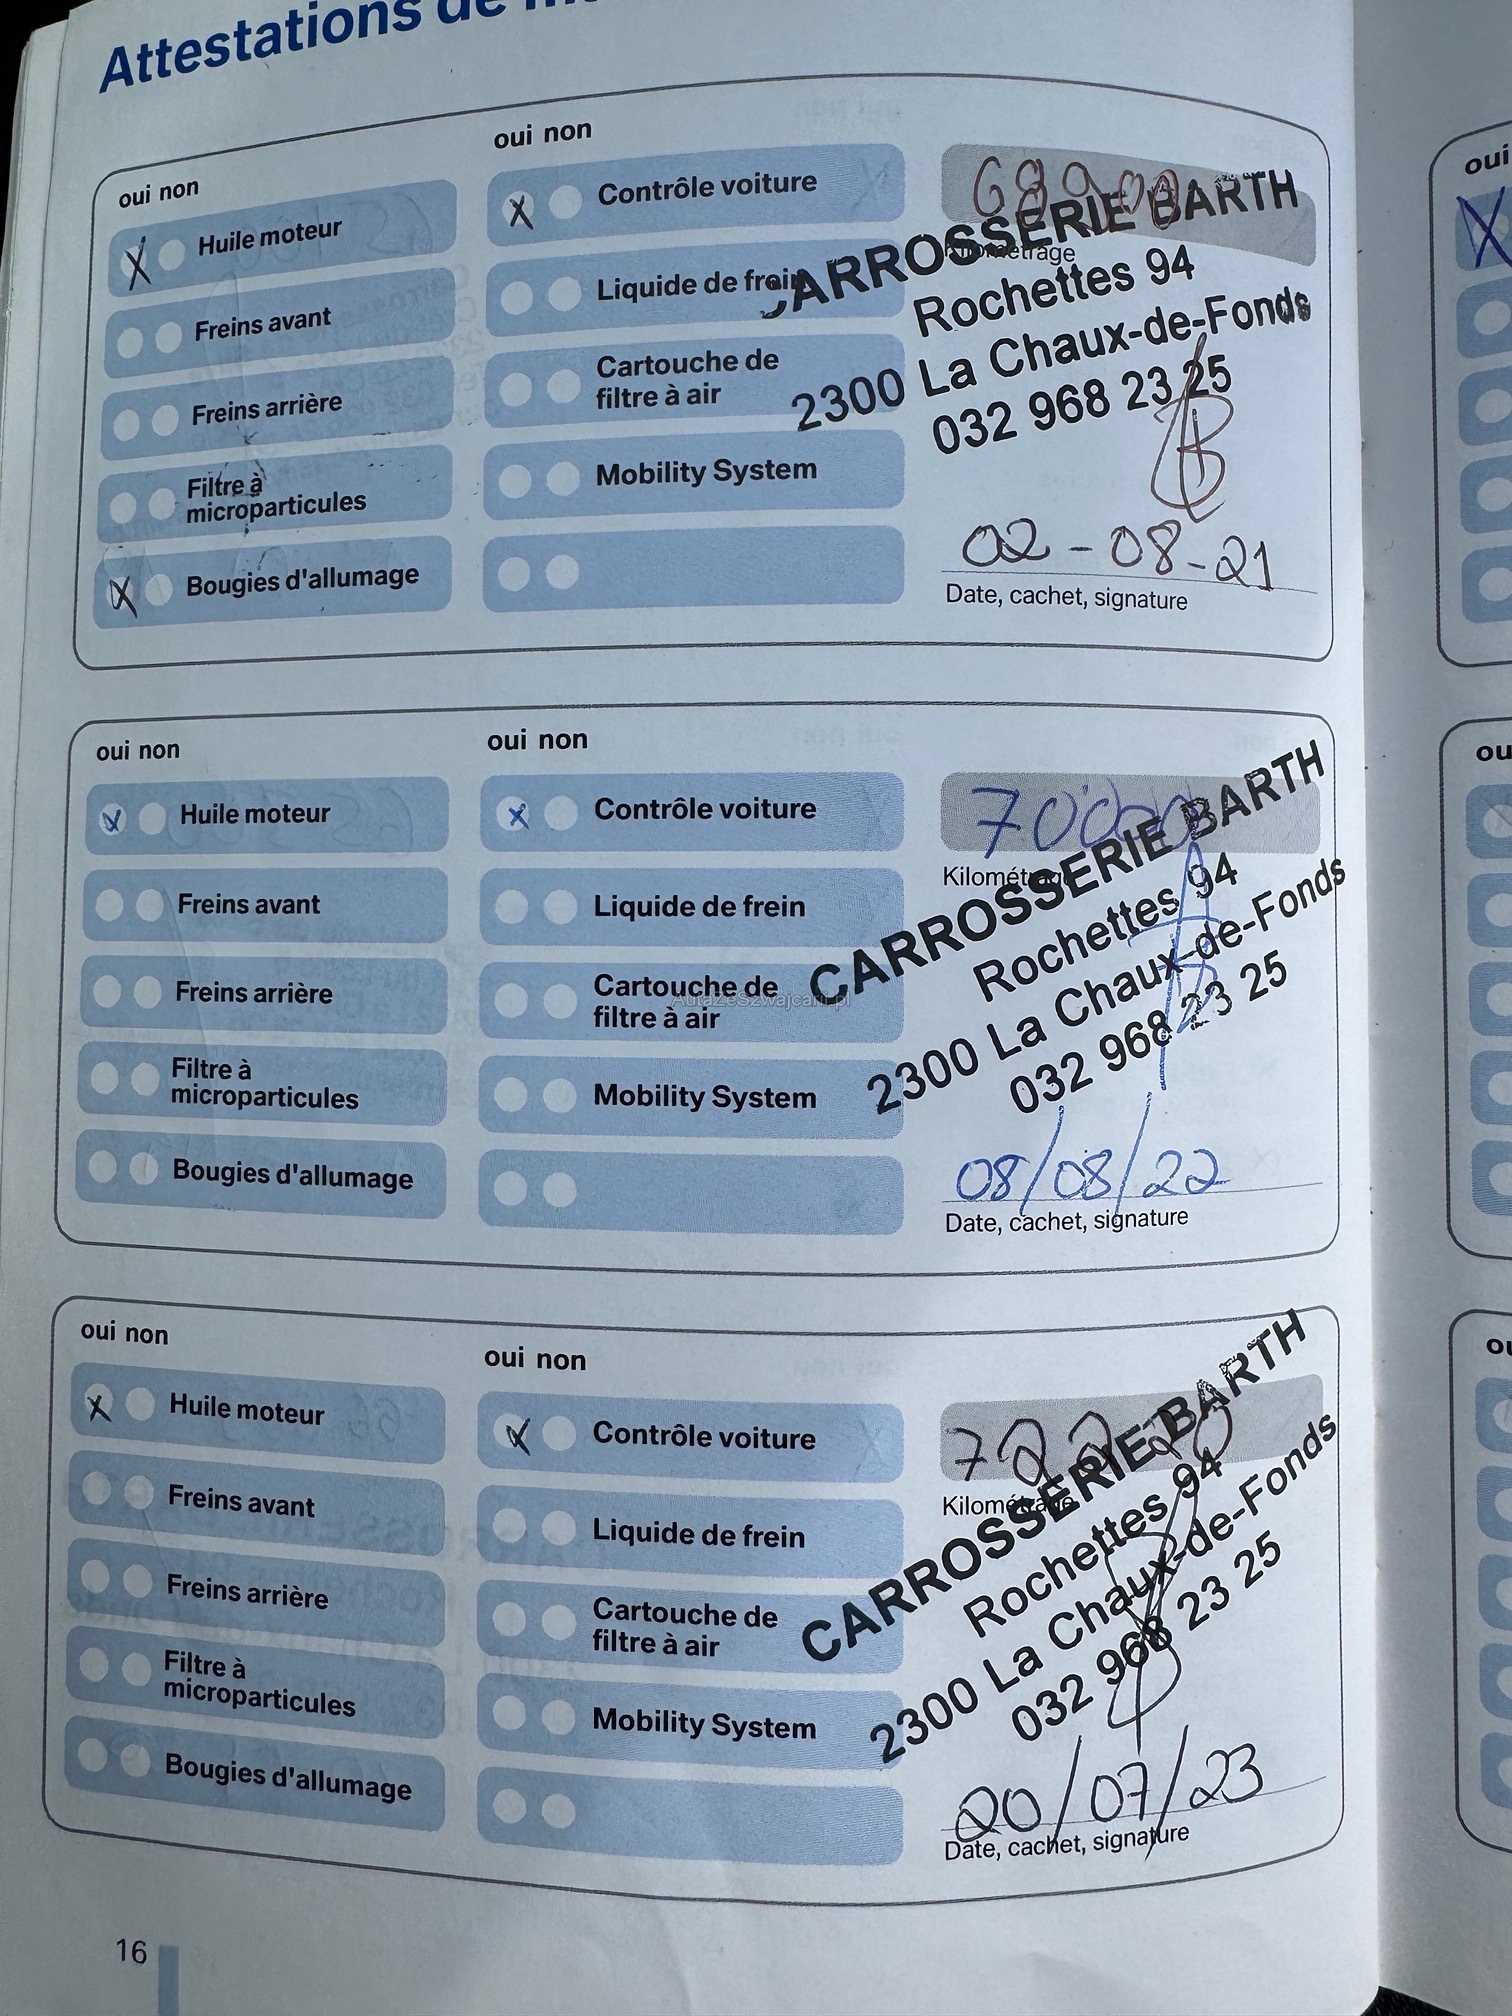 Attestations de
oui non
Huile moteur
Freins avant
Freins arrière
Filtre à
microparticules
Bougies d'allumage
oui non
Contrôle voiture
Liquide de frein
Cartouche de
filtre à air
Mobility System
68900
Kilométrage
CARROSSERIE BARTH
Rochettes 94
2300 La Chaux-de-Fonds
032 968 23 25
02-08-21
Date, cachet, signature
oui non
Huile moteur
Freins avant
Freins arrière
Filtre à
microparticules
Bougies d'allumage
oui non
Contrôle voiture
Liquide de frein
Cartouche de
filtre à air
Mobility System
AutaZeSzwajcarii.pl
Kilométrage
CARROSSERIE BARTH
Rochettes 94
2300 La Chaux-de-Fonds
032 968 23 25
08/08/22
Date, cachet, signature
oui non
Huile moteur
Freins avant
Freins arrière
Filtre à
microparticules
Bougies d'allumage
oui non
Contrôle voiture
Liquide de frein
Cartouche de
filtre à air
Mobility System
Kilométrage
CARROSSERIE BARTH
Rochettes 94
2300 La Chaux-de-Fonds
032 968 23 25
20/07/23
Date, cachet, signature
16
oui